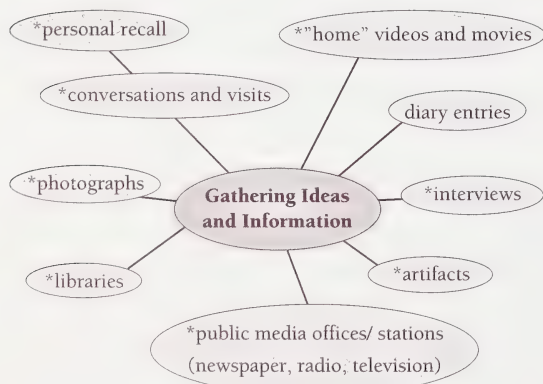 *personal recall
*"home" videos and movies
*conversations and visits
diary entries
*photographs
Gathering Ideas
and Information
*interviews
*libraries
*artifacts
*public media offices/ stations
(newspaper, radio, television)